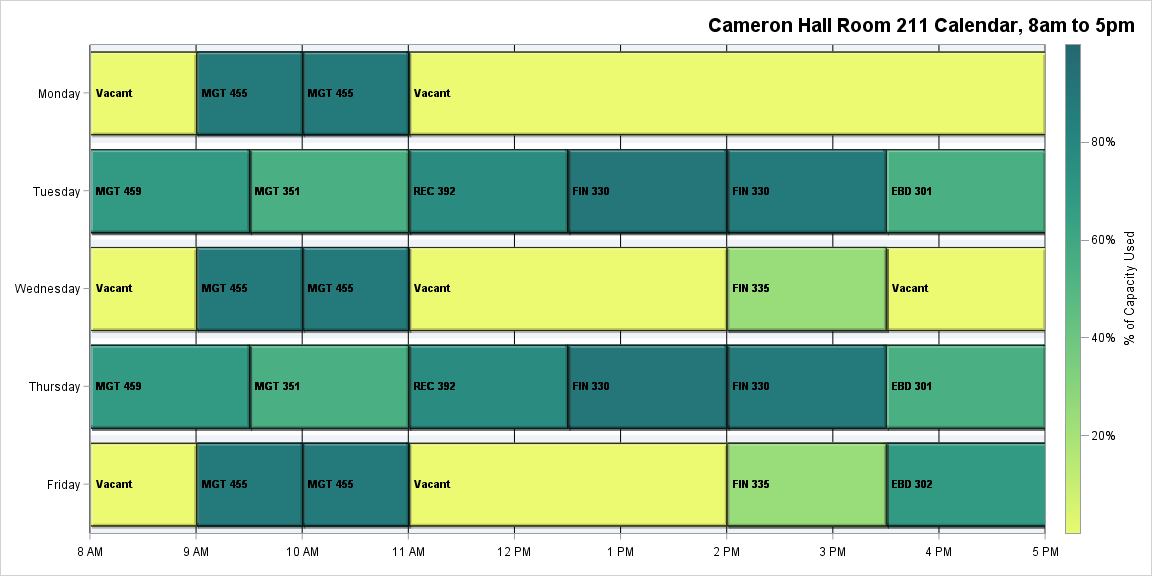 Cameron Hall Room 211 Calendar, 8am to 5pm
Monday
Vacant
MGT 455
MGT 455
Vacant
Tuesday
MGT 459
MGT 351
REC 392
FIN 330
FIN 330
EBD 301
Wednesday
Vacant
MGT 455
MGT 455
Vacant
FIN 335
Vacant
Thursday
MGT 459
MGT 351
REC 392
FIN 330
FIN 330
EBD 301
Friday
Vacant
MGT 455
MGT 455
Vacant
FIN 335
EBD 302
8 AM
9 AM
10 AM
11 AM
12 PM
1 PM
2 PM
3 PM
4 PM
5 PM
80%
60%
40%
20%
% of Capacity Used